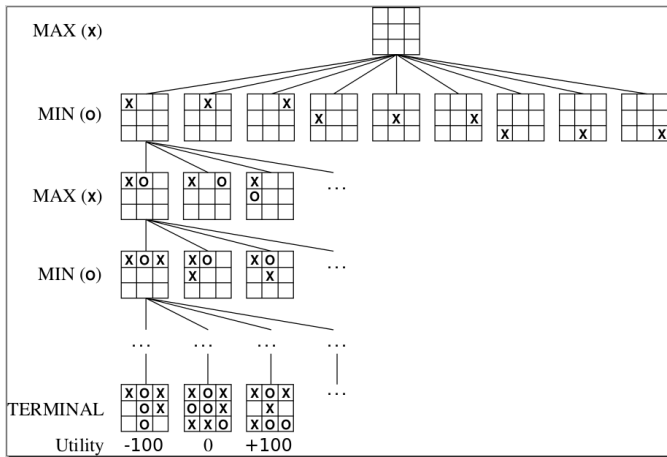 MAX (X)
X X X
MIN (O) X X X
X X X
X O X O X
MAX (X) O ...
X O X X O X O
MIN (O) X X ...
... ... ... ...
X O X X O X X O X ...
TERMINAL O X O O X X
O X X O X O O
Utility -100 0 +100